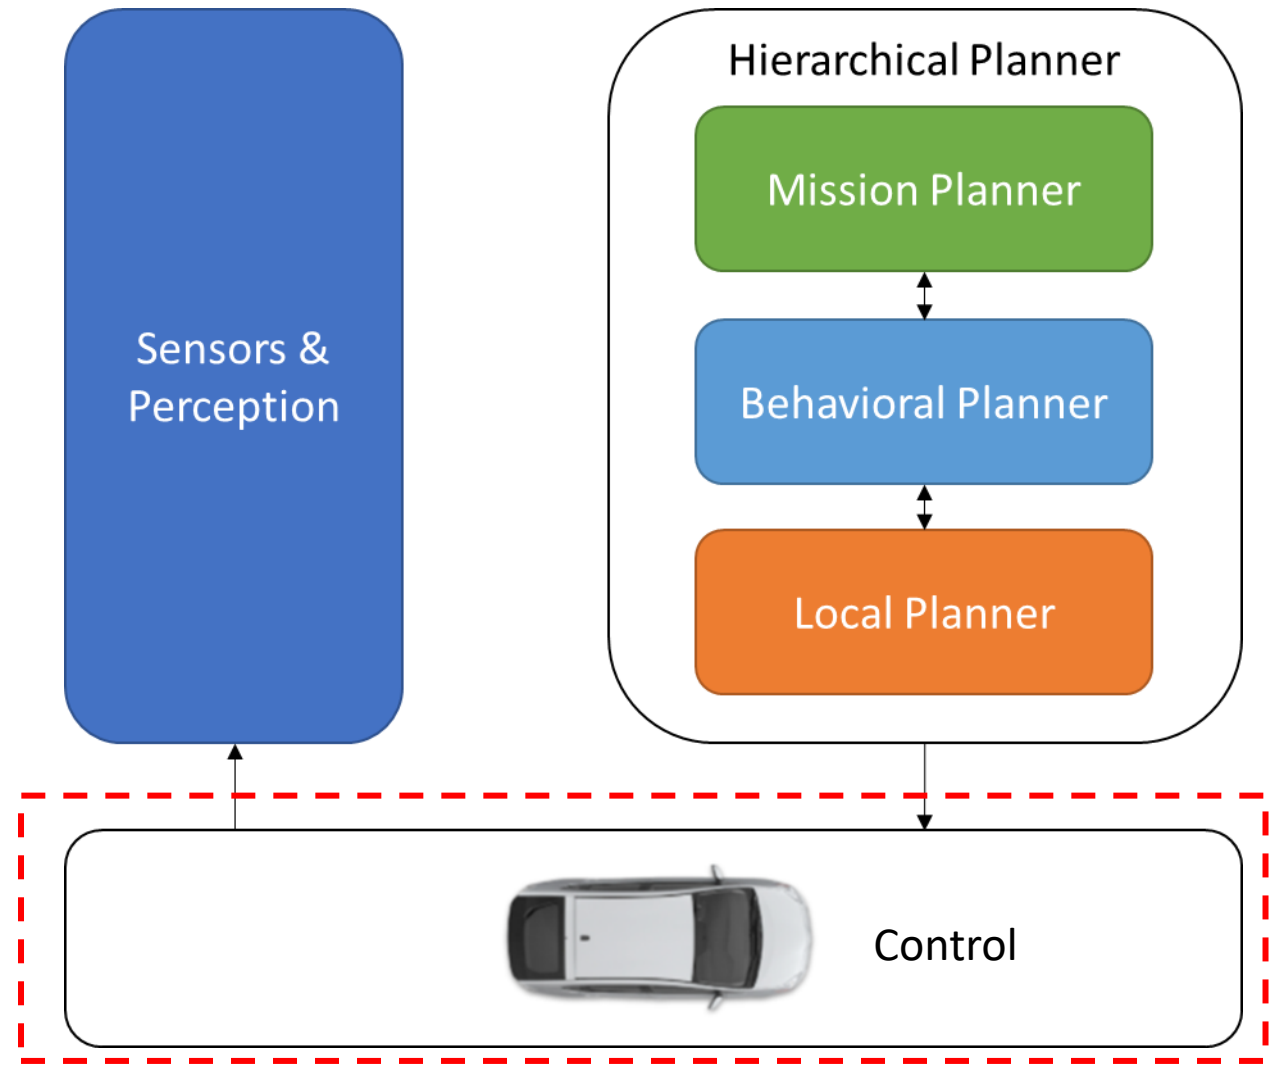 Sensors &
Perception
Hierarchical Planner
Mission Planner
Behavioral Planner
Local Planner
Control